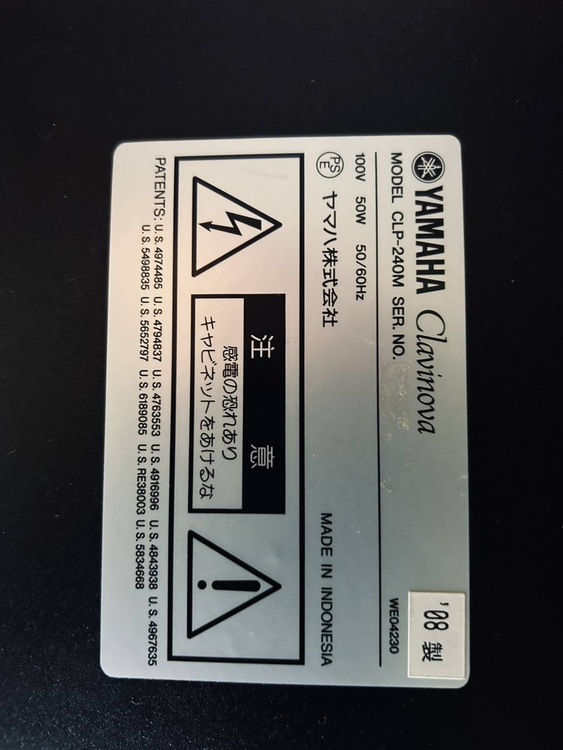 YAMAHA Clavinova
'08 製
MODEL CLP-240M SER. NO.
WE04230
100V 50W 50/60Hz
PSE ヤマハ株式会社
MADE IN INDONESIA
注意
感電の恐れあり
キャビネットをあけるな
PATENTS: U.S. 4974485 U.S. 4794837 U.S. 4763553 U.S. 4916996 U.S. 4843938 U.S. 4967635
U.S. 5498835 U.S. 5652797 U.S. 6189085 U.S. RE38003 U.S. 5834668